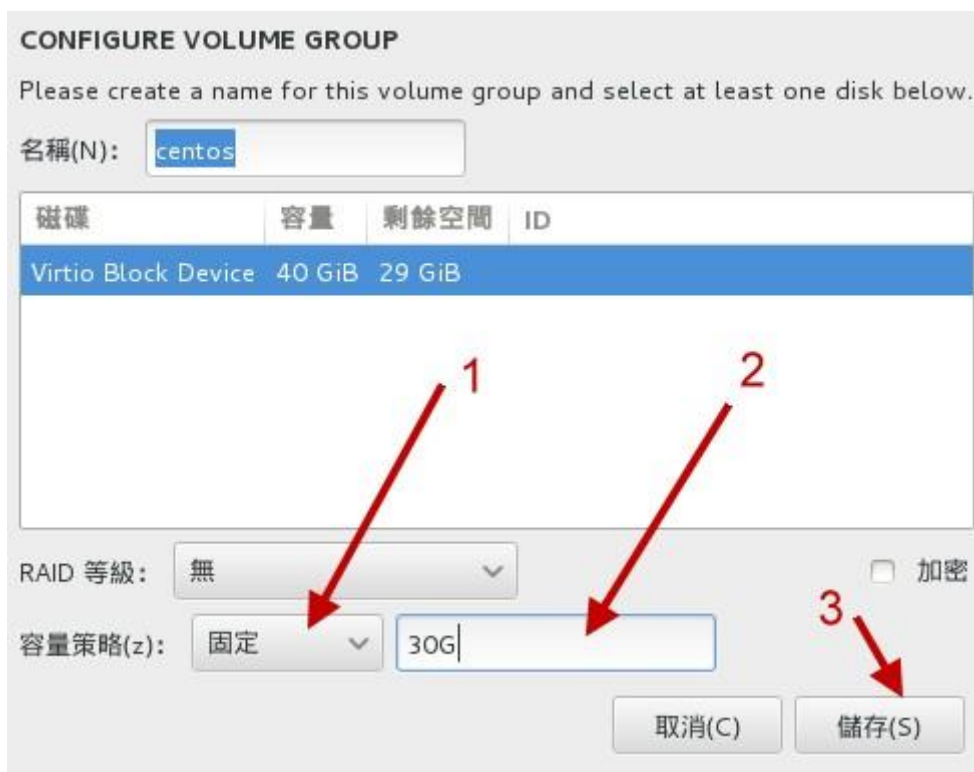 CONFIGURE VOLUME GROUP
Please create a name for this volume group and select at least one disk below.
名稱(N): centos
磁碟 容量 剩餘空間 ID
Virtio Block Device 40 GiB 29 GiB
1 2
RAID 等級: 無 加密
3
容量策略(z): 固定 30G
取消(C) 儲存(S)